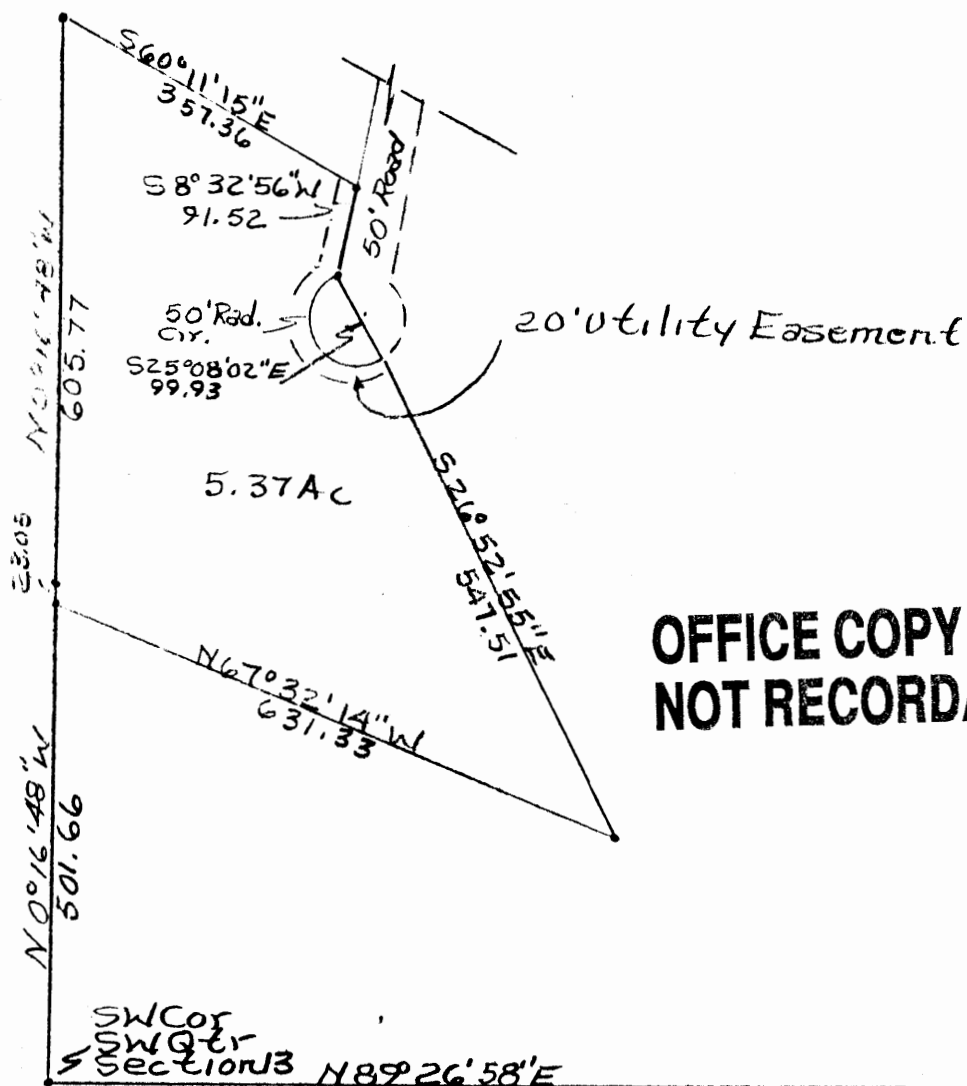 S60°11'15"E
357.36
S8°32'56"W
91.52
50' Road
50'Rad.
Cir.
S25°08'02"E
99.93
20'Utility Easement
605.77
5.37Ac
23.05
S26°52'55"E
547.51
OFFICE COPY
NOT RECORDA
N67°32'14"W
631.33
N0°16'48"W
501.66
SWCor
SWQtr
Section13
N89°26'58"E